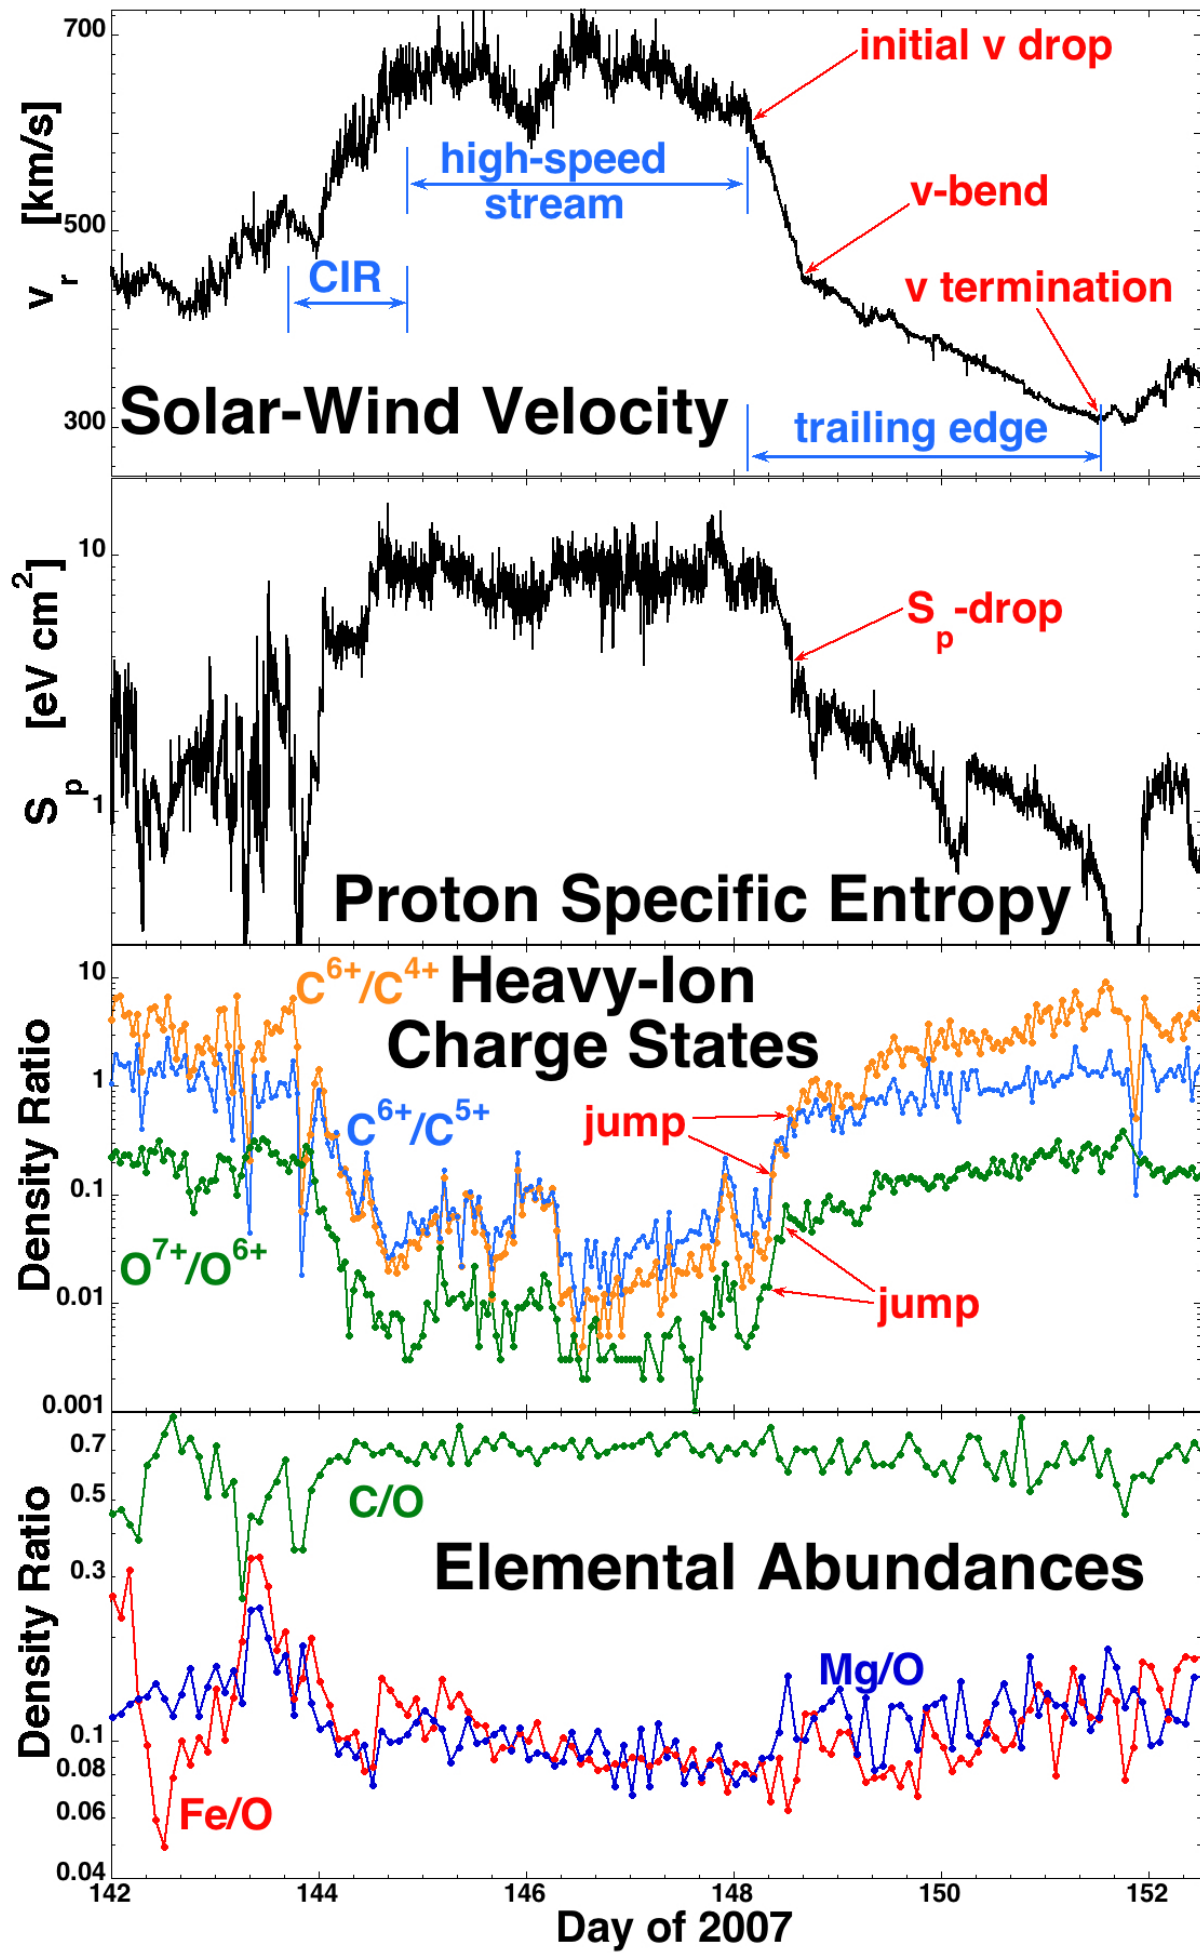 700
500
300
v_r [km/s]
initial v drop
high-speed
stream
v-bend
CIR
v termination
Solar-Wind Velocity
trailing edge
10
1
S_p [eV cm²]
S_p-drop
Proton Specific Entropy
10
1
0.1
0.01
0.001
Density Ratio
C⁶⁺/C⁴⁺
Heavy-Ion
Charge States
C⁶⁺/C⁵⁺
jump
O⁷⁺/O⁶⁺
jump
0.7
0.5
0.3
0.1
0.08
0.06
0.04
Density Ratio
C/O
Elemental Abundances
Mg/O
Fe/O
142 144 146 148 150 152
Day of 2007